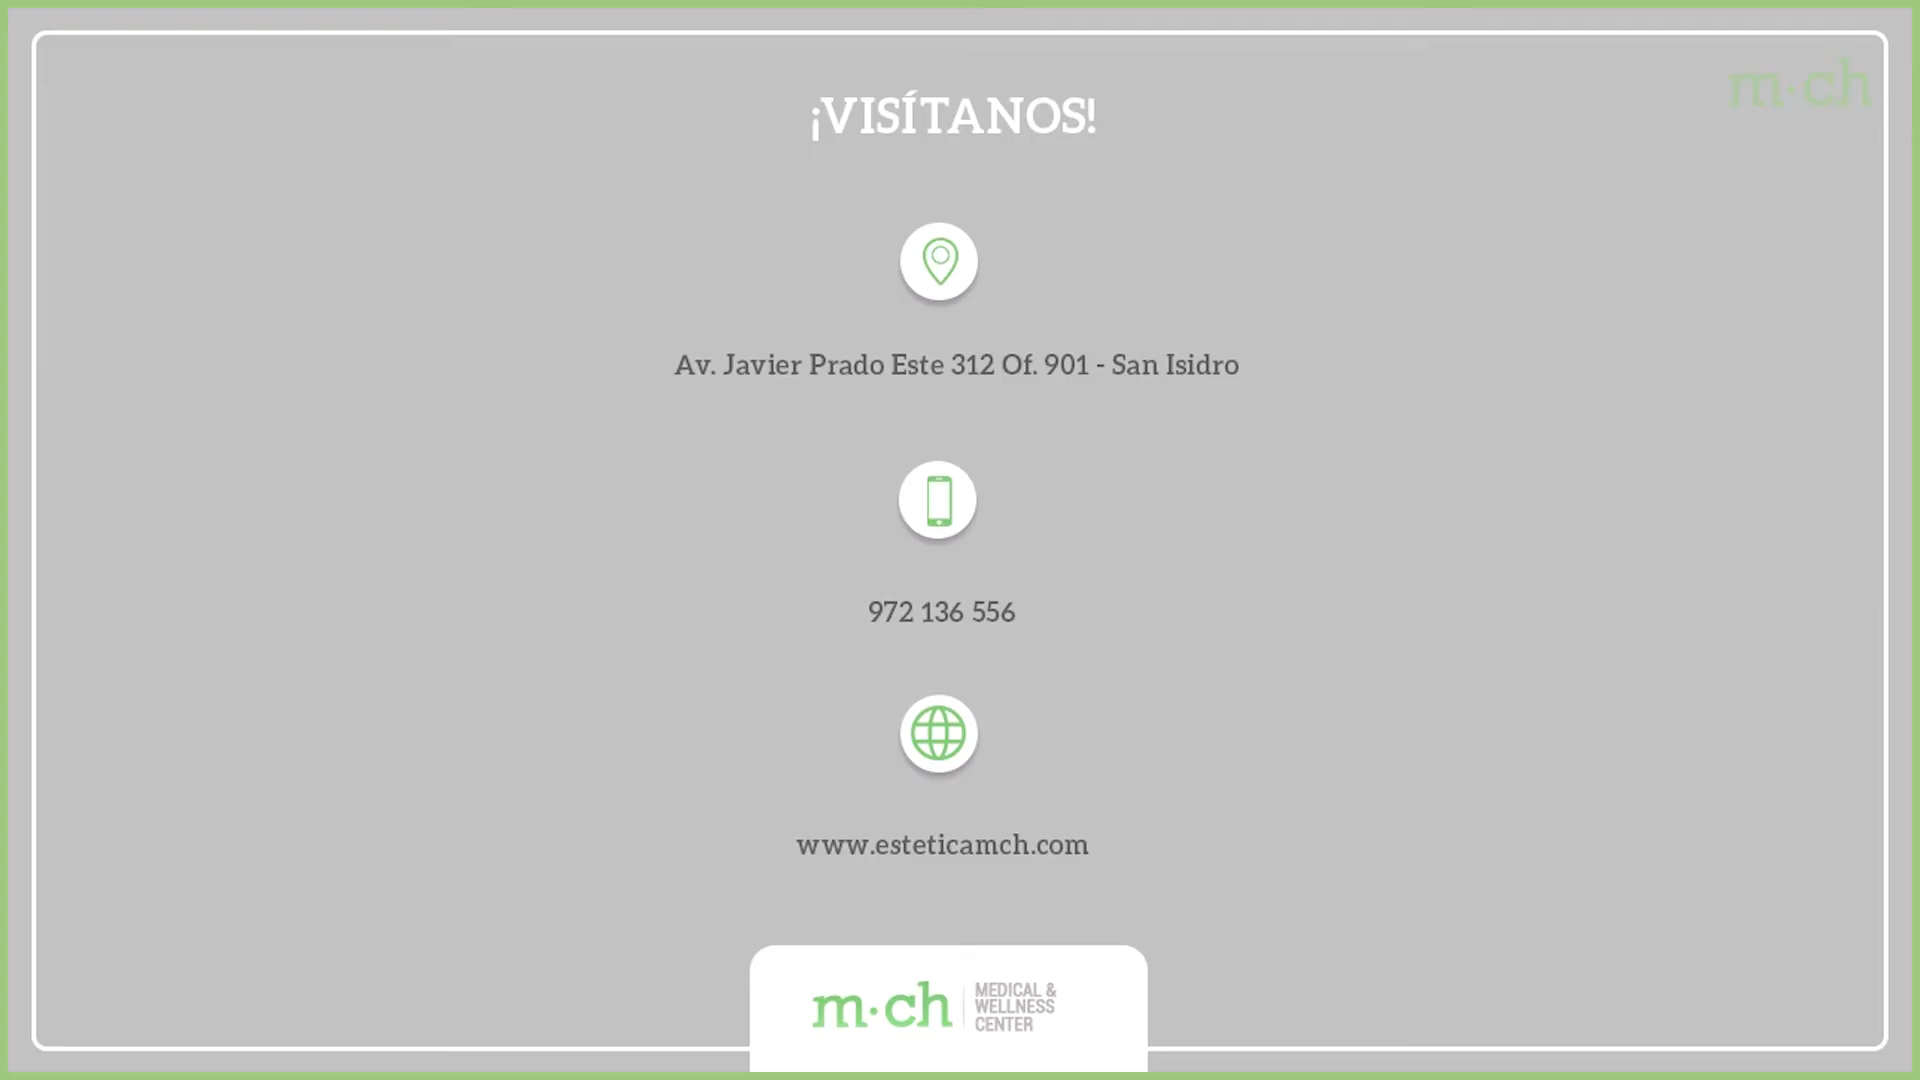 m·ch
¡VISÍTANOS!
Av. Javier Prado Este 312 Of. 901 - San Isidro
972 136 556
www.esteticamch.com
m·ch
MEDICAL &
WELLNESS
CENTER